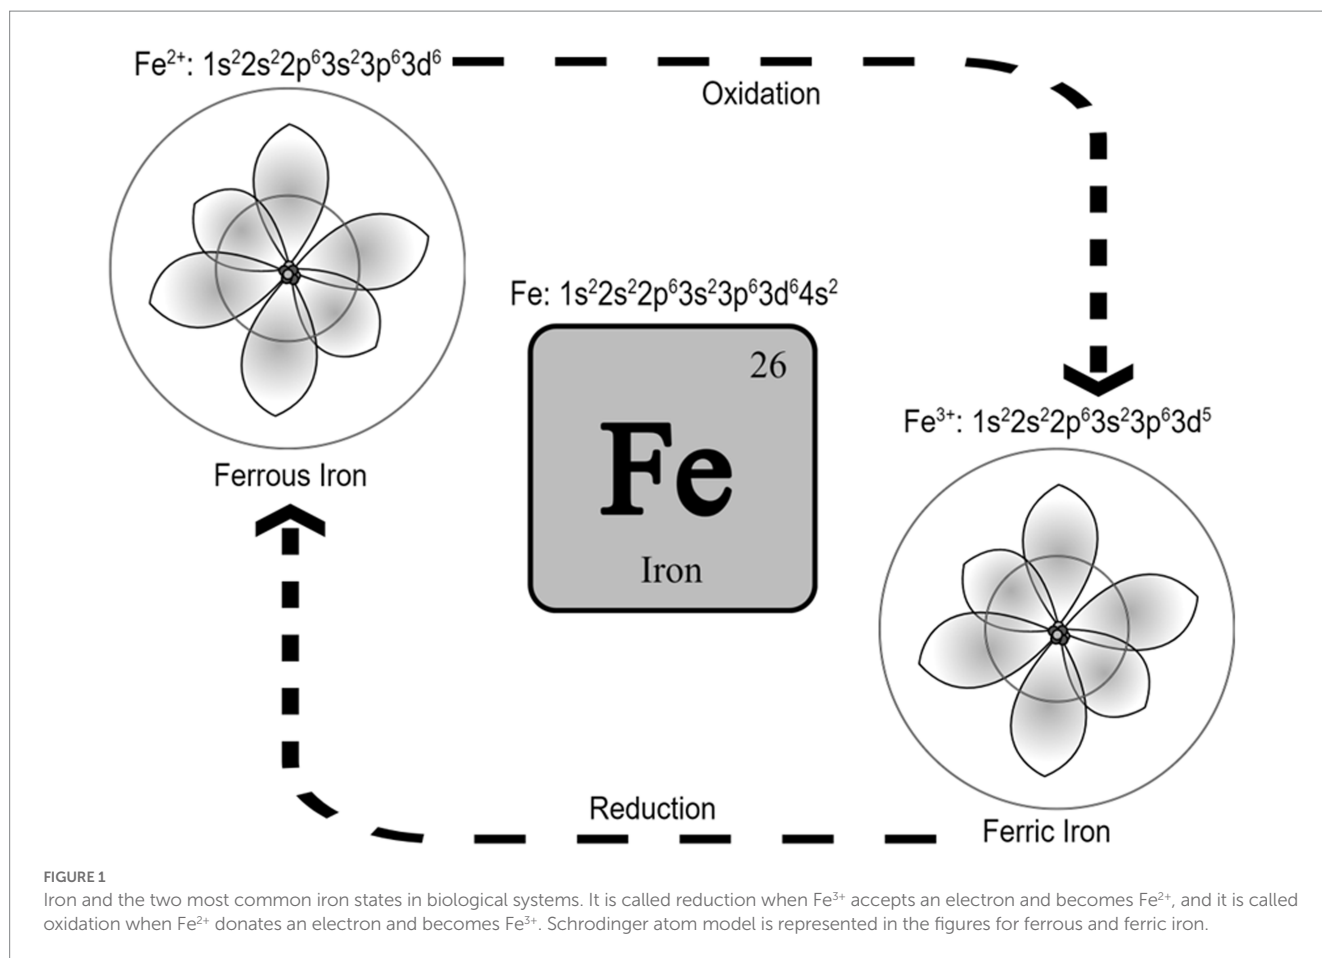 Fe²⁺: 1s²2s²2p⁶3s²3p⁶3d⁶
Oxidation
Fe: 1s²2s²2p⁶3s²3p⁶3d⁶4s²
26
Fe
Iron
Fe³⁺: 1s²2s²2p⁶3s²3p⁶3d⁵
Ferrous Iron
Reduction
Ferric Iron
FIGURE 1
Iron and the two most common iron states in biological systems. It is called reduction when Fe³⁺ accepts an electron and becomes Fe²⁺, and it is called
oxidation when Fe²⁺ donates an electron and becomes Fe³⁺. Schrodinger atom model is represented in the figures for ferrous and ferric iron.